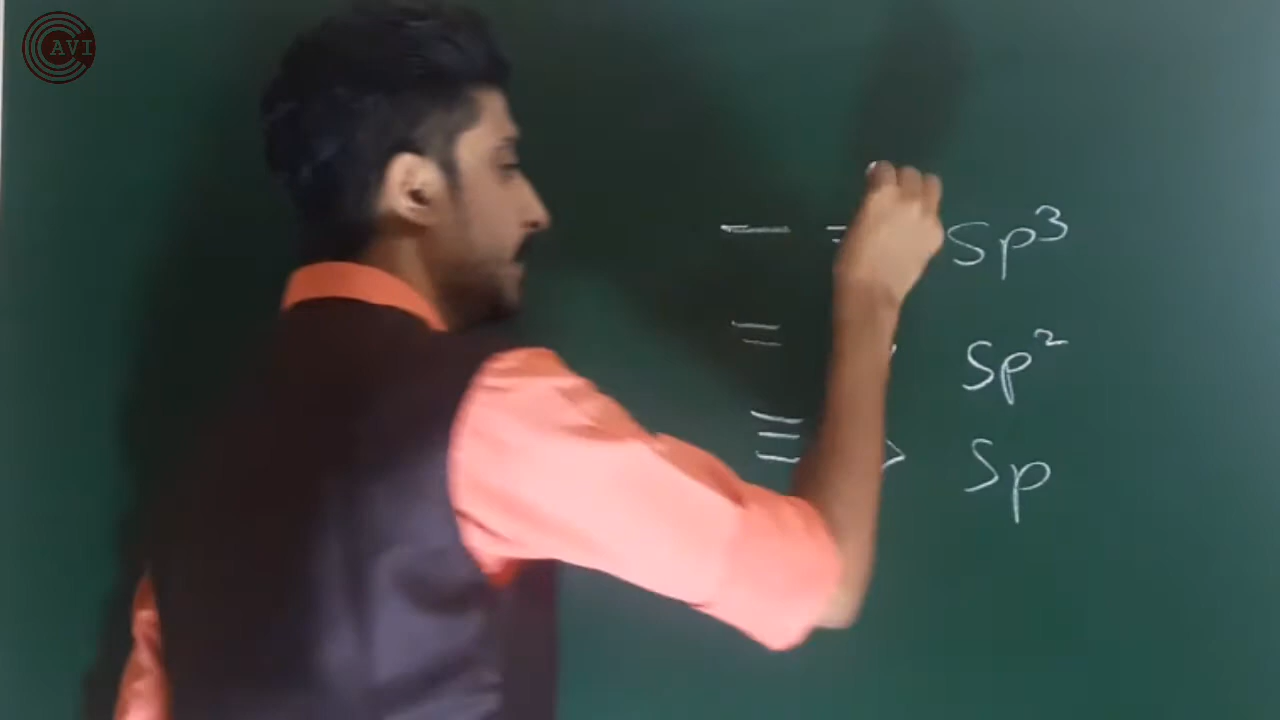 AVI
— = Sp³
= Sp²
≡ > Sp